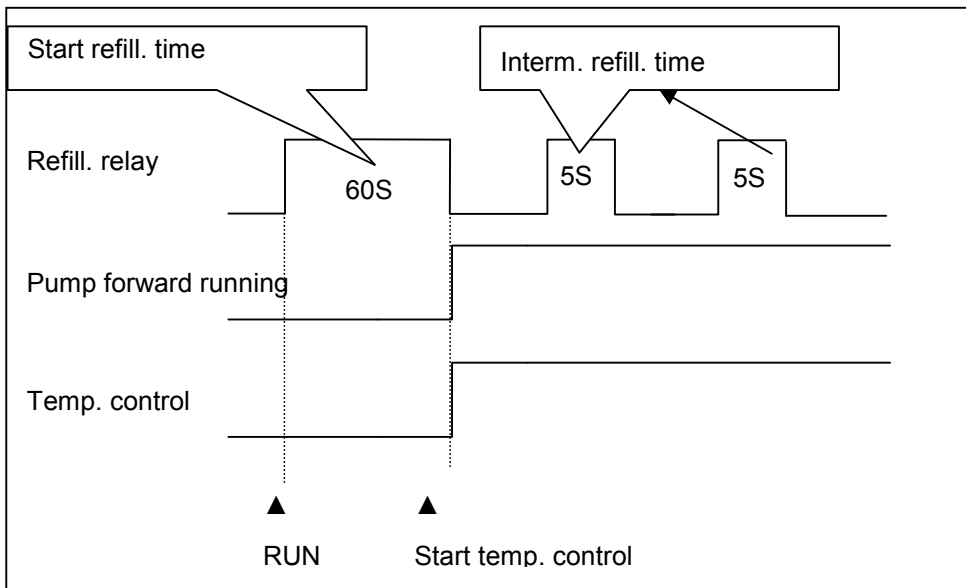 Start refill. time
Interm. refill. time
Refill. relay
60S
5S
5S
Pump forward running
Temp. control
RUN
Start temp. control